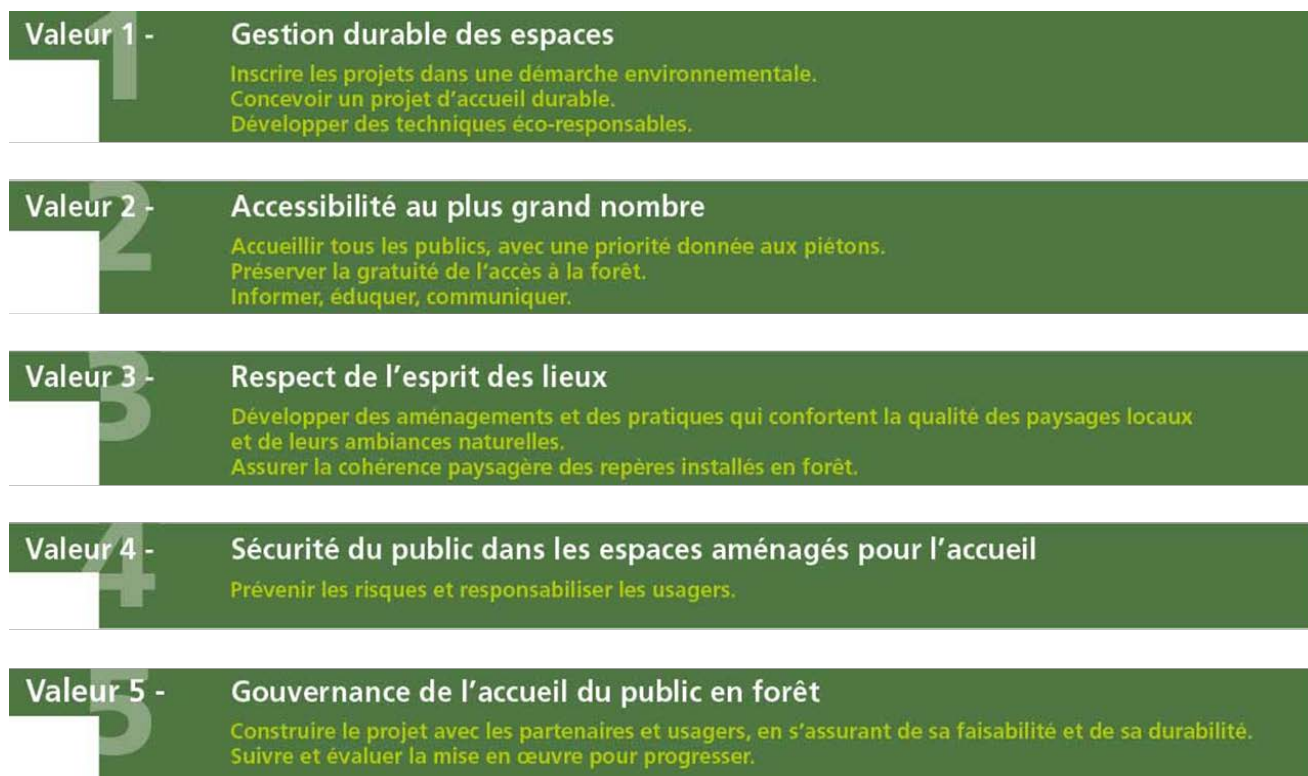 Valeur 1 - Gestion durable des espaces
Inscrire les projets dans une démarche environnementale.
Concevoir un projet d'accueil durable.
Développer des techniques éco-responsables.
Valeur 2 - Accessibilité au plus grand nombre
Accueillir tous les publics, avec une priorité donnée aux piétons.
Préserver la gratuité de l'accès à la forêt.
Informer, éduquer, communiquer.
Valeur 3 - Respect de l'esprit des lieux
Développer des aménagements et des pratiques qui confortent la qualité des paysages locaux
et de leurs ambiances naturelles.
Assurer la cohérence paysagère des repères installés en forêt.
Valeur 4 - Sécurité du public dans les espaces aménagés pour l'accueil
Prévenir les risques et responsabiliser les usagers.
Valeur 5 - Gouvernance de l'accueil du public en forêt
Construire le projet avec les partenaires et usagers, en s'assurant de sa faisabilité et de sa durabilité.
Suivre et évaluer la mise en œuvre pour progresser.